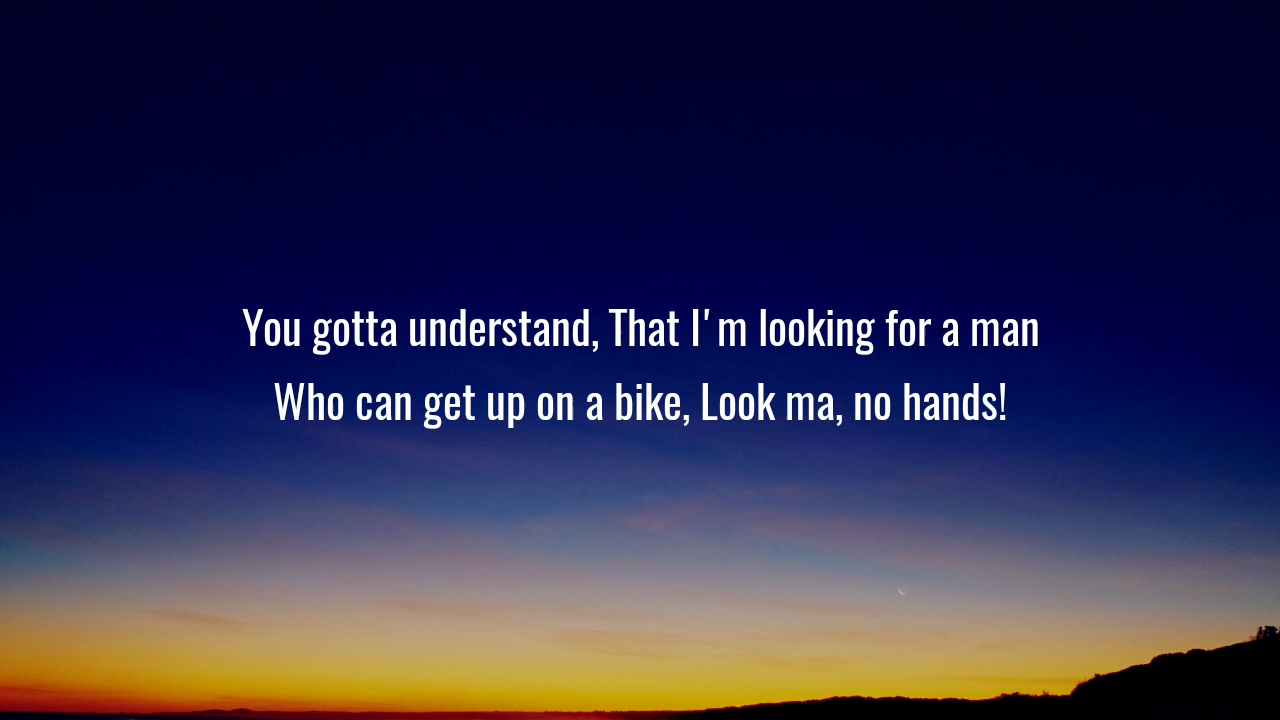 You gotta understand, That I'm looking for a man
Who can get up on a bike, Look ma, no hands!